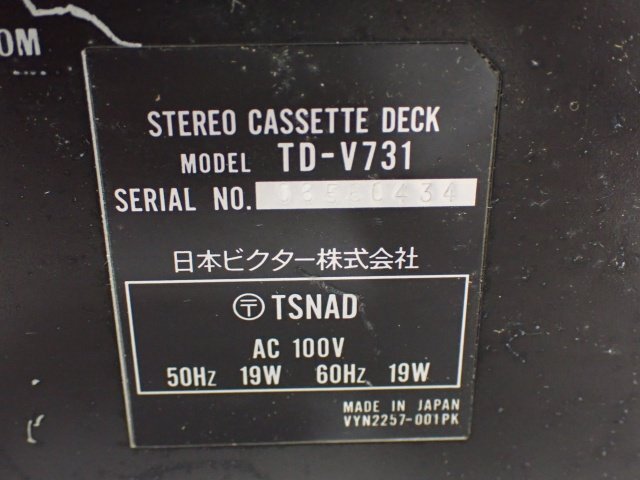 OM
STEREO CASSETTE DECK
MODEL TD-V731
SERIAL NO.
日本ビクター株式会社
〶 TSNAD
AC 100V
50Hz 19W 60Hz 19W
MADE IN JAPAN
VYN2257-001PK